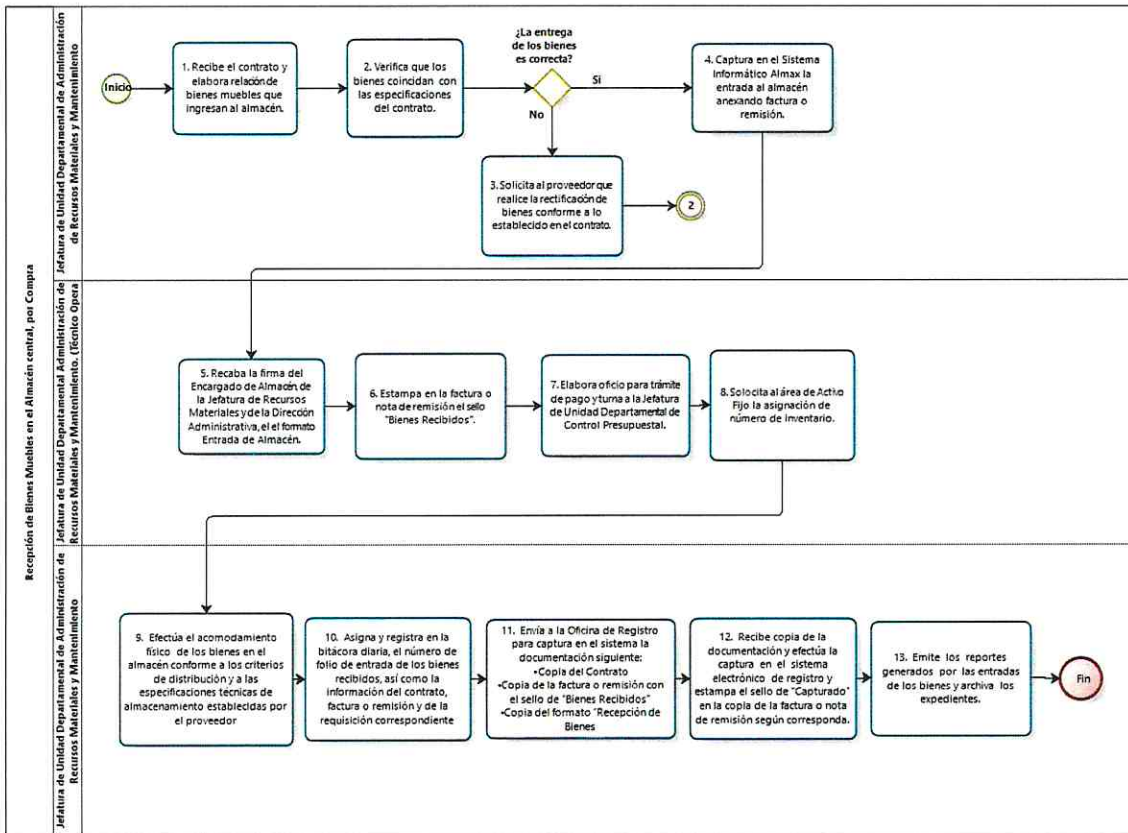 Recepción de Bienes Muebles en el Almacén central, por Compra
Jefatura de Unidad Departamental de Administración
de Recursos Materiales y Mantenimiento
Inicio
1. Recibe el contrato y
elabora relación de
bienes muebles que
ingresan al almacén.
2. Verifica que los
bienes coincidan con
las especificaciones
del contrato.
¿La entrega
de los bienes
es correcta?
Si
No
3. Solicita al proveedor que
realice la rectificación de
bienes conforme a lo
establecido en el contrato.
2
4. Captura en el Sistema
Informático Almax la
entrada al almacén
anexando factura o
remisión.
Jefatura de Unidad Departamental Administración de
Recursos Materiales y Mantenimiento. (Técnico Opera
5. Recaba la firma del
Encargado de Almacén, de
la Jefatura de Recursos
Materiales y de la Dirección
Administrativa, el el formato
Entrada de Almacén.
6. Estampa en la factura o
nota de remisión el sello
"Bienes Recibidos".
7. Elabora oficio para trámite
de pago y turna a la Jefatura
de Unidad Departamental de
Control Presupuestal.
8. Solocita al área de Activo
Fijo la asignación de
número de inventario.
Jefatura de Unidad Departamental de Administración de
Recursos Materiales y Mantenimiento
9. Efectúa el acomodamiento
físico de los bienes en el
almacén conforme a los criterios
de distribución y a las
especificaciones técnicas de
almacenamiento establecidas por
el proveedor
10. Asigna y registra en la
bitácora diaria, el número de
folio de entrada de los bienes
recibidos, así como la
información del contrato,
factura o remisión y de la
requisición correspondiente
11. Envía a la Oficina de Registro
para captura en el sistema la
documentación siguiente:
•Copia del Contrato
•Copia de la factura o remisión con
el sello de "Bienes Recibidos"
•Copia del formato "Recepción de
Bienes
12. Recibe copia de la
documentación y efectúa la
captura en el sistema
electrónico de registro y
estampa el sello de "Capturado"
en la copia de la factura o nota
de remisión según corresponda.
13. Emite los reportes
generados por las entradas
de los bienes y archiva los
expedientes.
Fin